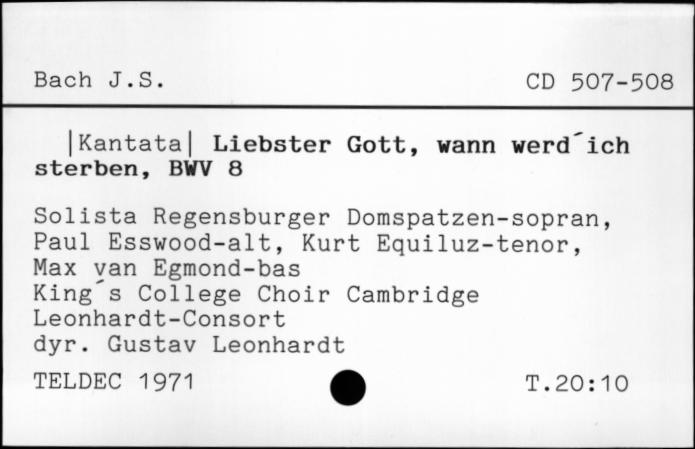 Bach J.S. CD 507-508
|Kantata| Liebster Gott, wann werd´ich
sterben, BWV 8
Solista Regensburger Domspatzen-sopran,
Paul Esswood-alt, Kurt Equiluz-tenor,
Max van Egmond-bas
King´s College Choir Cambridge
Leonhardt-Consort
dyr. Gustav Leonhardt
TELDEC 1971 T.20:10